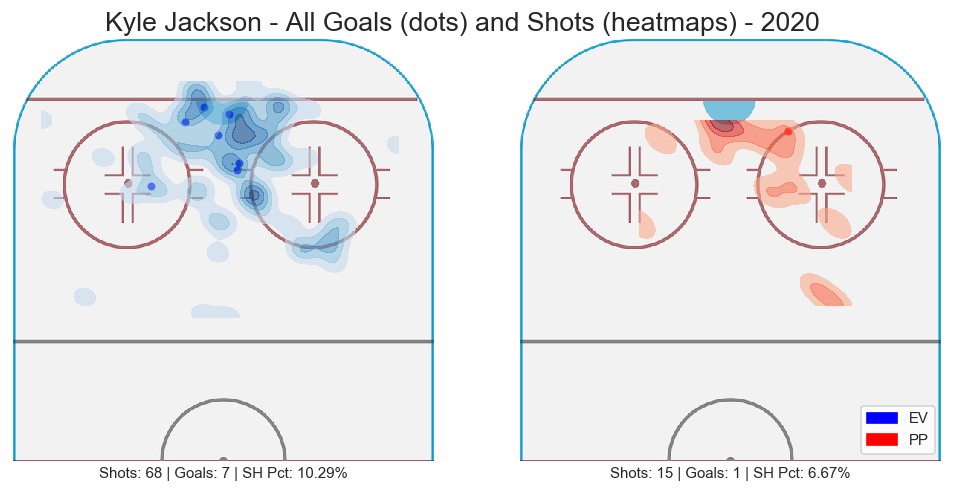 Kyle Jackson - All Goals (dots) and Shots (heatmaps) - 2020
EV
PP
Shots: 68 | Goals: 7 | SH Pct: 10.29%
Shots: 15 | Goals: 1 | SH Pct: 6.67%